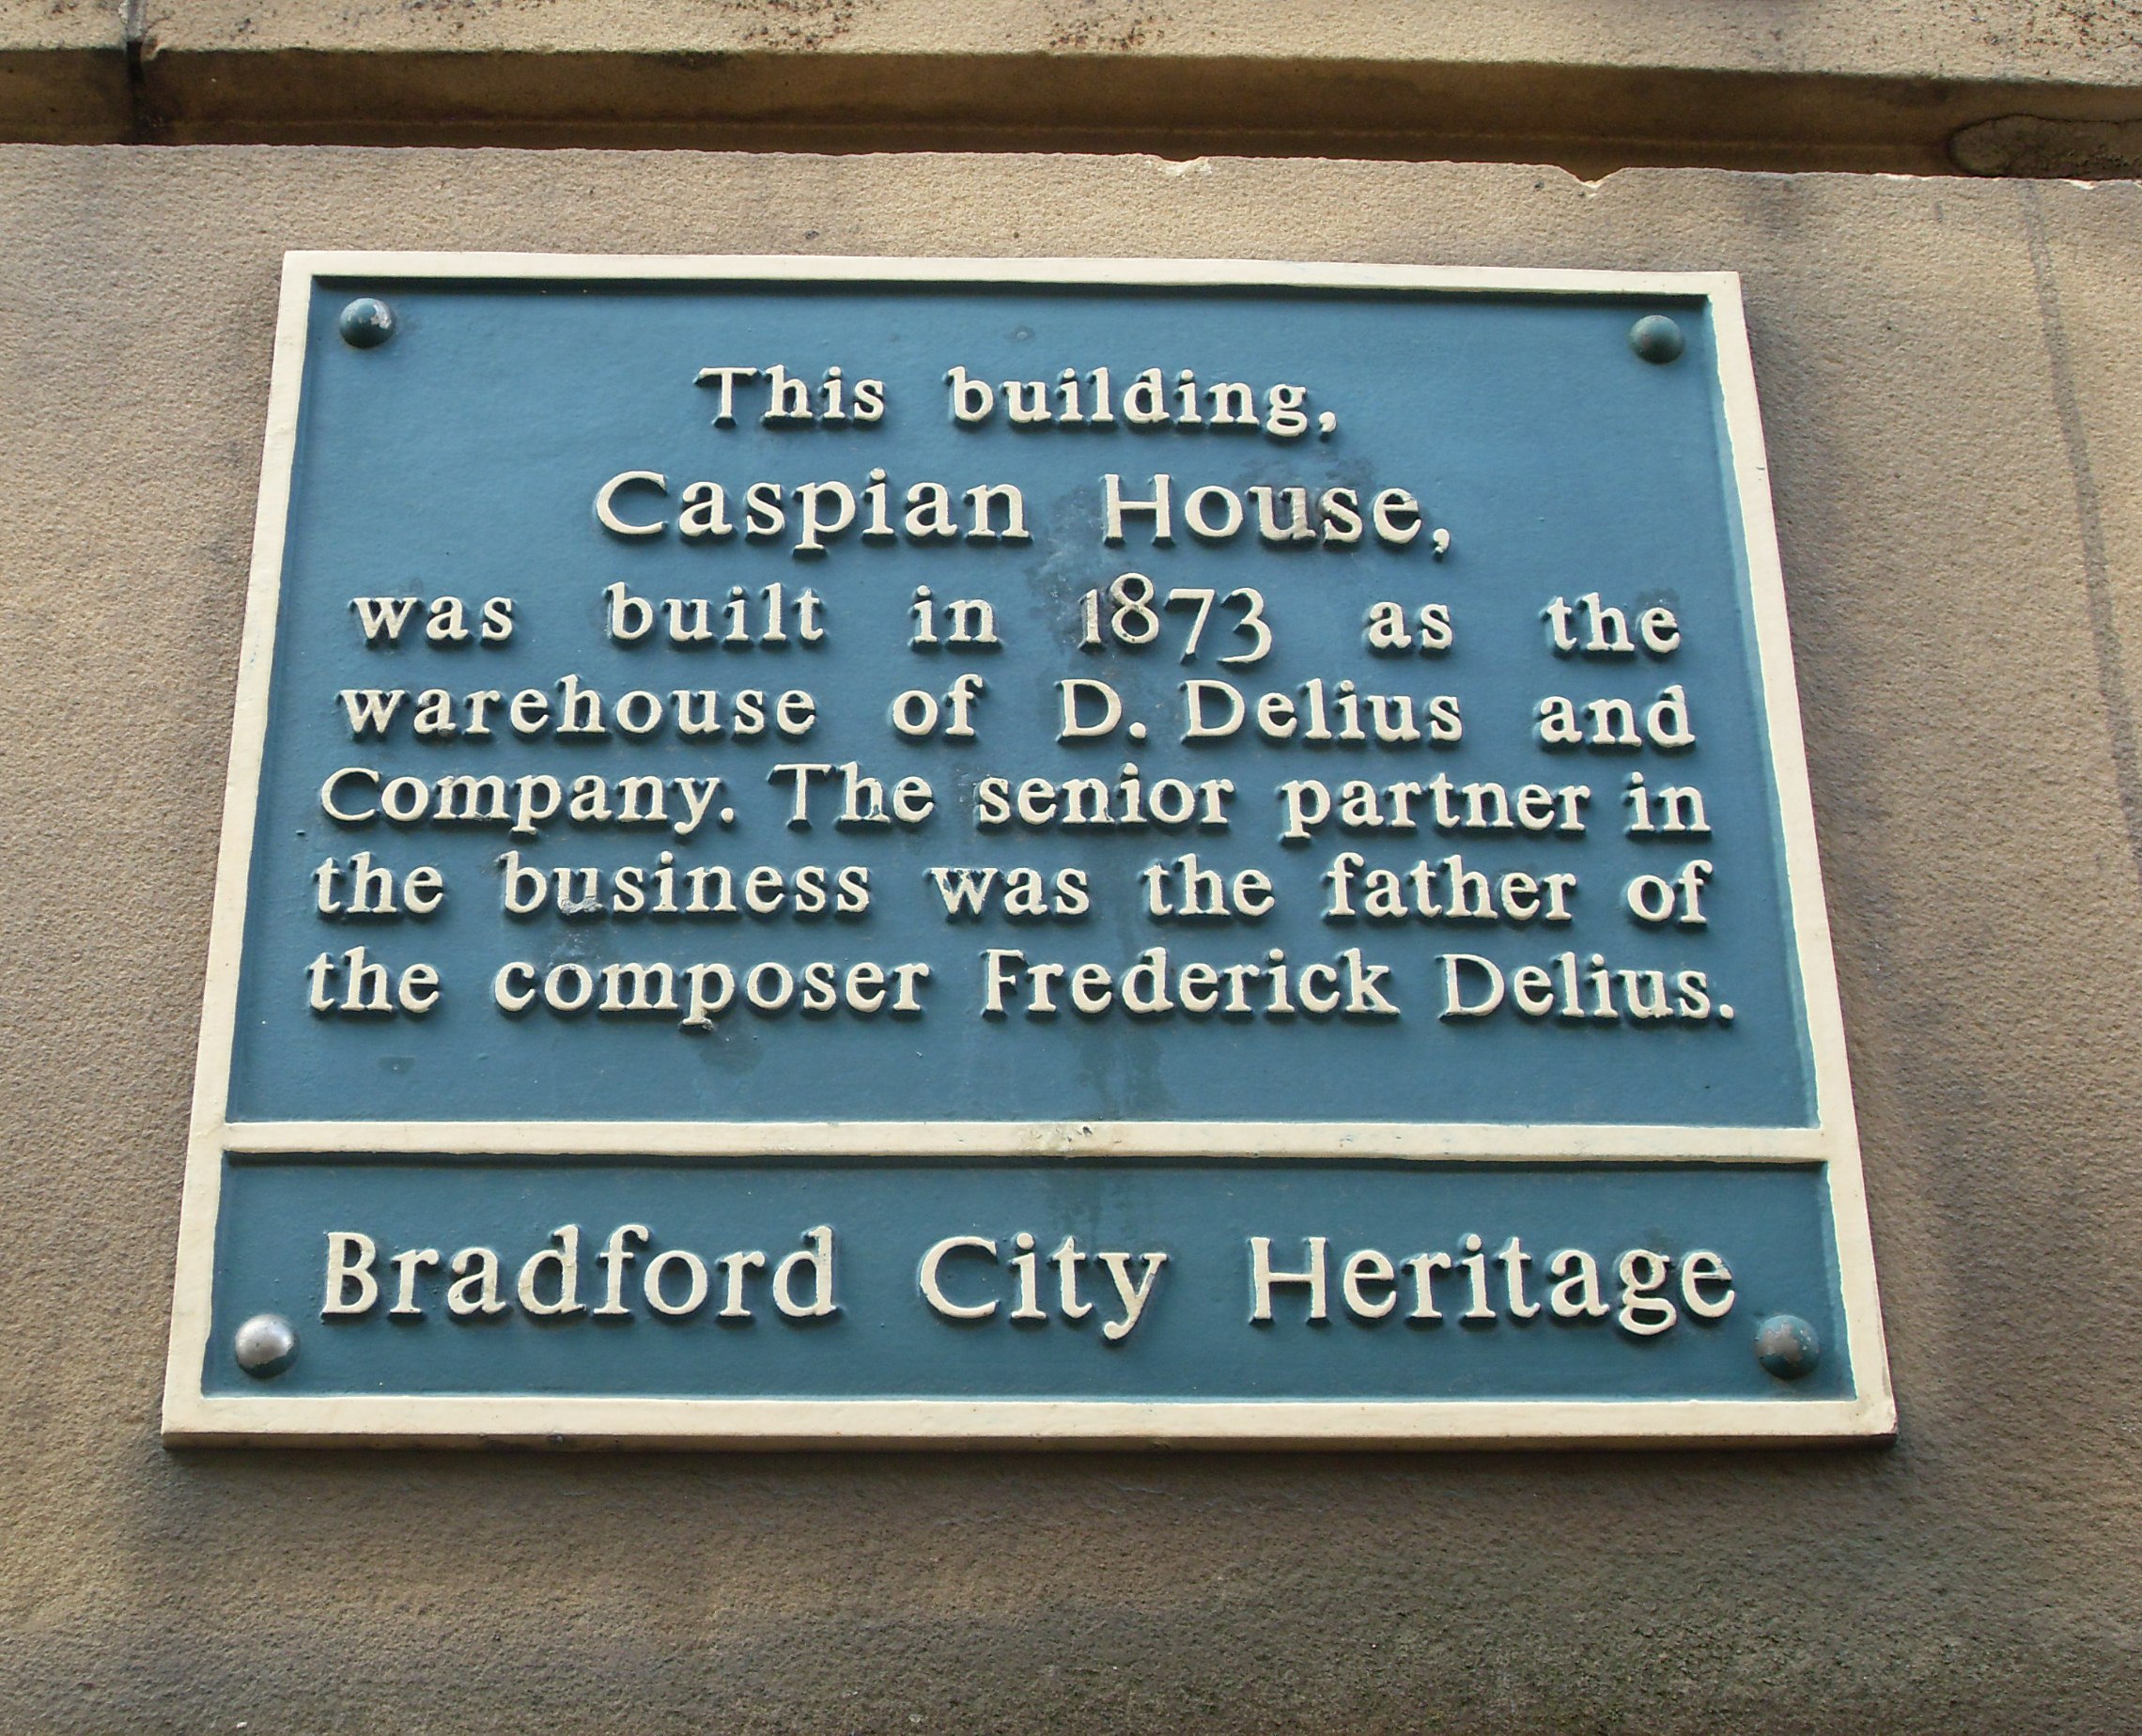 This building,
Caspian House,
was built in 1873 as the
warehouse of D. Delius and
Company. The senior partner in
the business was the father of
the composer Frederick Delius.
Bradford City Heritage